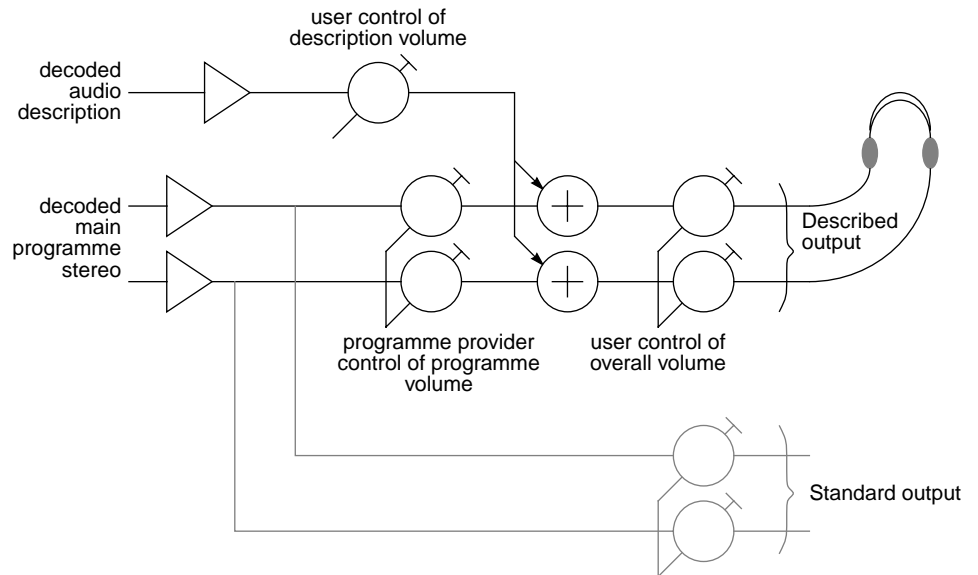 user control of
description volume
decoded
audio
description
decoded
main
programme
stereo
Described
output
programme provider
control of programme
volume
user control of
overall volume
Standard output